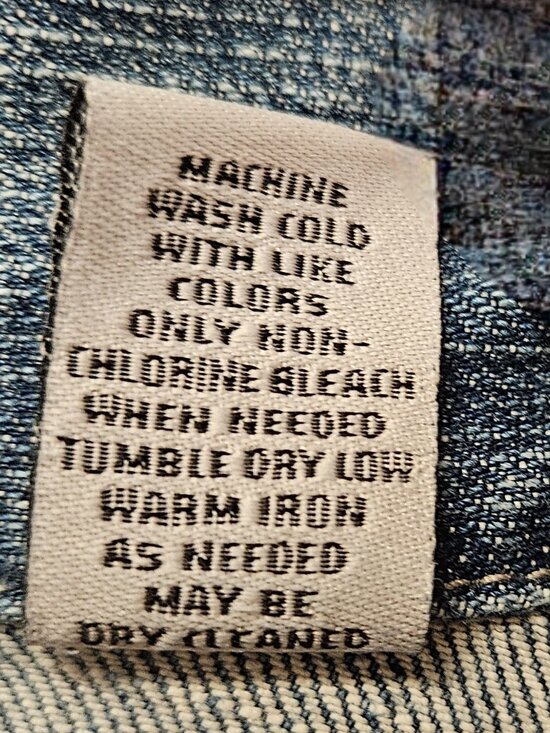 MACHINE
WASH COLD
WITH LIKE
COLORS
ONLY NON-
CHLORINE BLEACH
WHEN NEEDED
TUMBLE DRY LOW
WARM IRON
AS NEEDED
MAY BE
DRY CLEANED